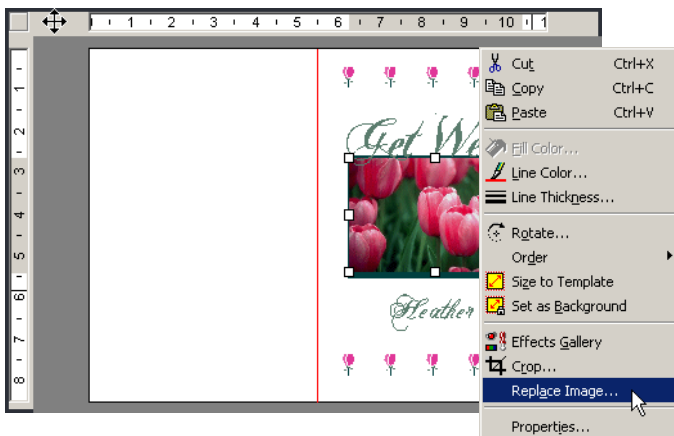 1 2 3 4 5 6 7 8 9 10 1
1
2
3
4
5
6
7
8
Get We
Heather
Cut Ctrl+X
Copy Ctrl+C
Paste Ctrl+V
Fill Color...
Line Color...
Line Thickness...
Rotate...
Order
Size to Template
Set as Background
Effects Gallery
Crop...
Replace Image...
Properties...